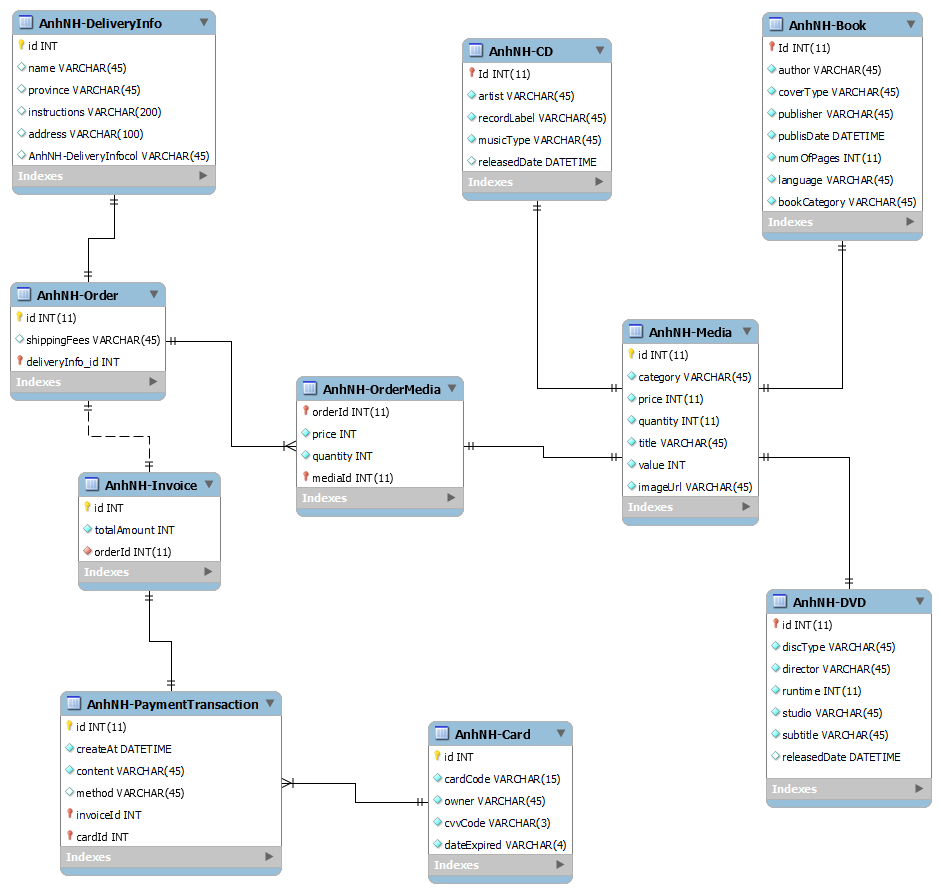 AnhNH-DeliveryInfo
id INT
name VARCHAR(45)
province VARCHAR(45)
instructions VARCHAR(200)
address VARCHAR(100)
AnhNH-DeliveryInfocol VARCHAR(45)
Indexes
AnhNH-CD
Id INT(11)
artist VARCHAR(45)
recordLabel VARCHAR(45)
musicType VARCHAR(45)
releasedDate DATETIME
Indexes
AnhNH-Book
Id INT(11)
author VARCHAR(45)
coverType VARCHAR(45)
publisher VARCHAR(45)
publisDate DATETIME
numOfPages INT(11)
language VARCHAR(45)
bookCategory VARCHAR(45)
Indexes
AnhNH-Order
id INT(11)
shippingFees VARCHAR(45)
deliveryInfo_id INT
Indexes
AnhNH-OrderMedia
orderId INT(11)
price INT
quantity INT
mediaId INT(11)
Indexes
AnhNH-Media
id INT(11)
category VARCHAR(45)
price INT(11)
quantity INT(11)
title VARCHAR(45)
value INT
imageUrl VARCHAR(45)
Indexes
AnhNH-Invoice
id INT
totalAmount INT
orderId INT(11)
Indexes
AnhNH-DVD
id INT(11)
discType VARCHAR(45)
director VARCHAR(45)
runtime INT(11)
studio VARCHAR(45)
subtitle VARCHAR(45)
releasedDate DATETIME
Indexes
AnhNH-PaymentTransaction
id INT(11)
createAt DATETIME
content VARCHAR(45)
method VARCHAR(45)
invoiceId INT
cardId INT
Indexes
AnhNH-Card
id INT
cardCode VARCHAR(15)
owner VARCHAR(45)
cvvCode VARCHAR(3)
dateExpired VARCHAR(4)
Indexes